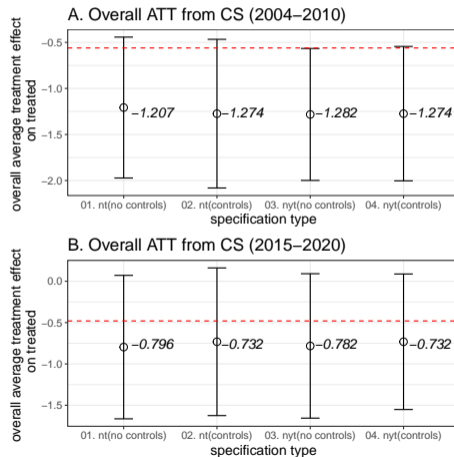 A. Overall ATT from CS (2004–2010)
overall average treatment effect
on treated
−0.5
−1.0
−1.5
−2.0
−1.207
−1.274
−1.282
−1.274
01. nt(no controls)
02. nt(controls)
03. nyt(no controls)
04. nyt(controls)
specification type
B. Overall ATT from CS (2015–2020)
overall average treatment effect
on treated
0.0
−0.5
−1.0
−1.5
−0.796
−0.732
−0.782
−0.732
01. nt(no controls)
02. nt(controls)
03. nyt(no controls)
04. nyt(controls)
specification type